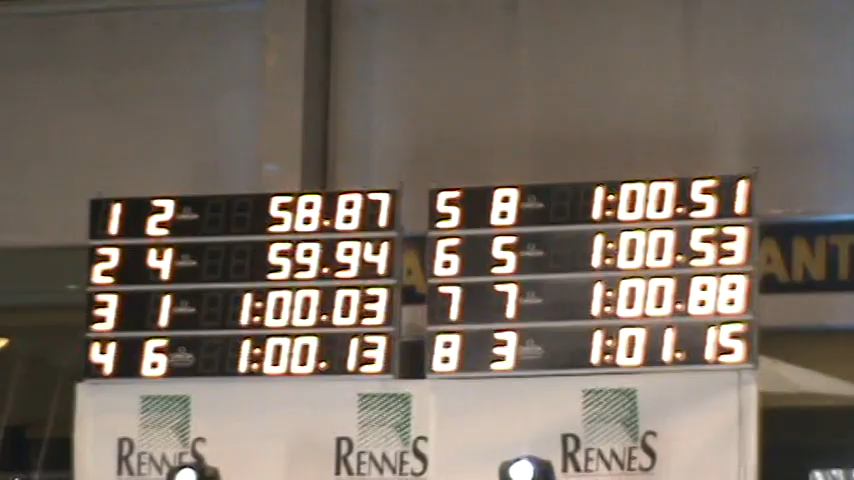 1 2 58.87
2 4 59.94
3 1 1:00.03
4 6 1:00.13
5 8 1:00.51
6 5 1:00.53
7 7 1:00.88
8 3 1:01.15
ANT
RENNES
RENNES
RENNES